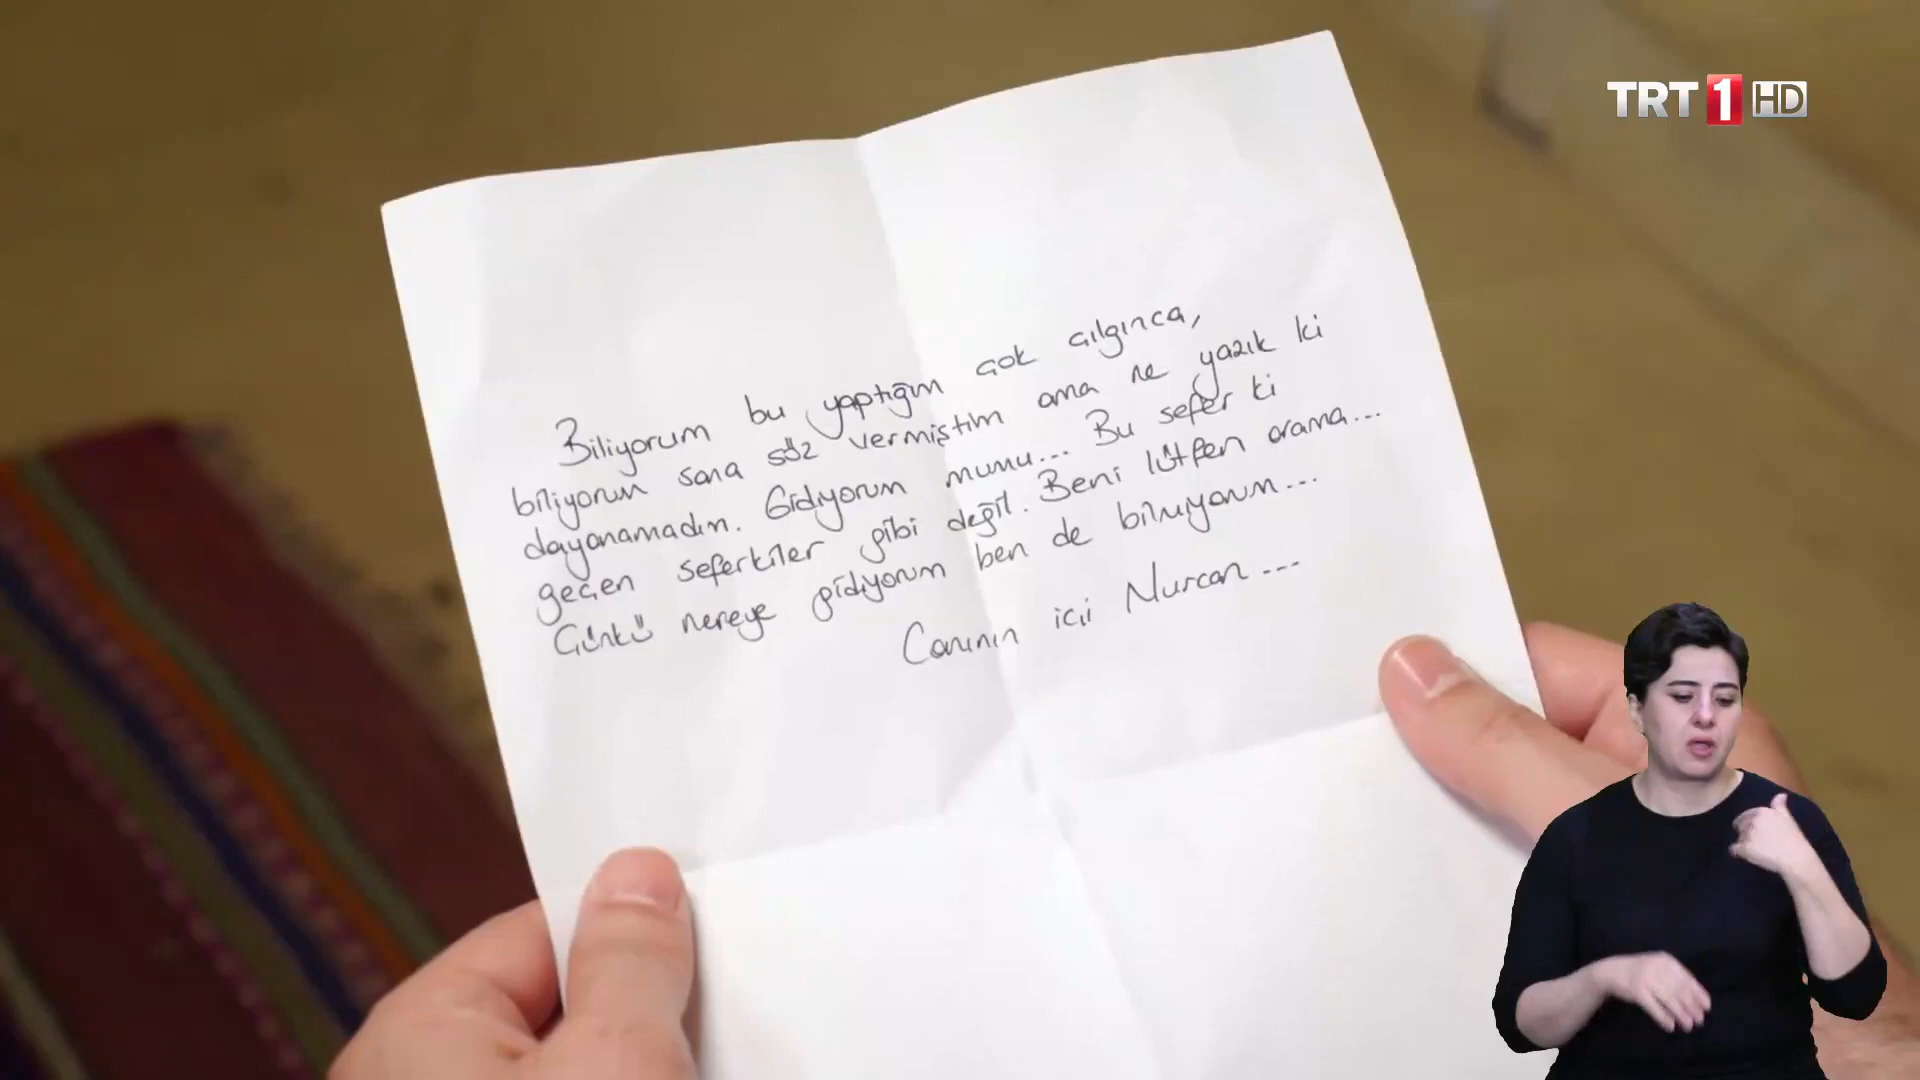 TRT 1 HD
Biliyorum bu yaptığım çok çılgınca,
biliyorum sana söz vermiştim ama ne yazık ki
dayanamadım. Gidiyorum mumu... Bu sefer ki
geçen seferkiler gibi değil. Beni lütfen arama...
Çünkü nereye gidiyorum ben de bilmiyorum...
Canının içi Nurcan...